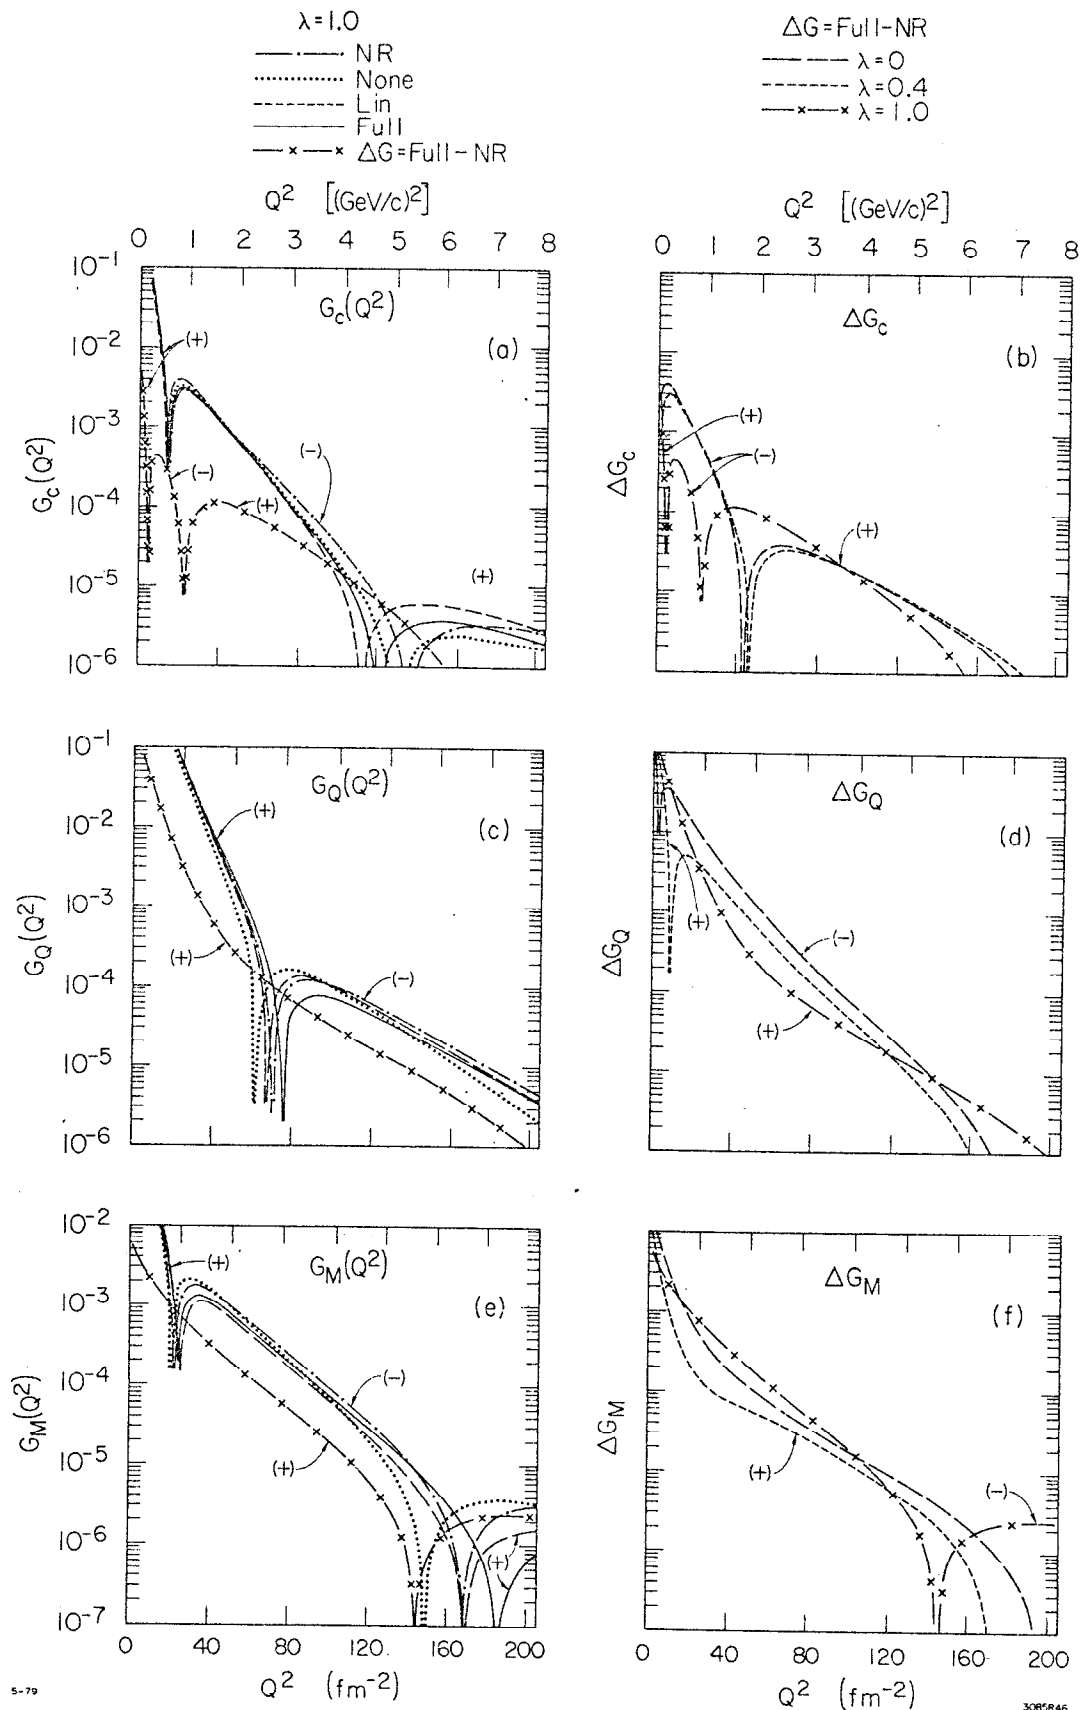 λ=1.0
NR
None
Lin
Full
ΔG=Full-NR
ΔG=Full-NR
λ=0
λ=0.4
λ=1.0
Q² [(GeV/c)²]
0 1 2 3 4 5 6 7 8
Q² [(GeV/c)²]
0 1 2 3 4 5 6 7 8
G_c(Q²)
10⁻¹
10⁻²
10⁻³
10⁻⁴
10⁻⁵
10⁻⁶
G_c(Q²)
(a)
(+)
(-)
(+)
(-)
(+)
ΔG_c
ΔG_c
(b)
(+)
(-)
(+)
G_Q(Q²)
10⁻¹
10⁻²
10⁻³
10⁻⁴
10⁻⁵
10⁻⁶
G_Q(Q²)
(c)
(+)
(+)
(-)
ΔG_Q
ΔG_Q
(d)
(+)
(-)
(+)
G_M(Q²)
10⁻²
10⁻³
10⁻⁴
10⁻⁵
10⁻⁶
10⁻⁷
G_M(Q²)
(e)
(+)
(-)
(+)
(+)
0 40 80 120 160 200
Q² (fm⁻²)
ΔG_M
ΔG_M
(f)
(+)
(-)
0 40 80 120 160 200
Q² (fm⁻²)
5-79
3085R46